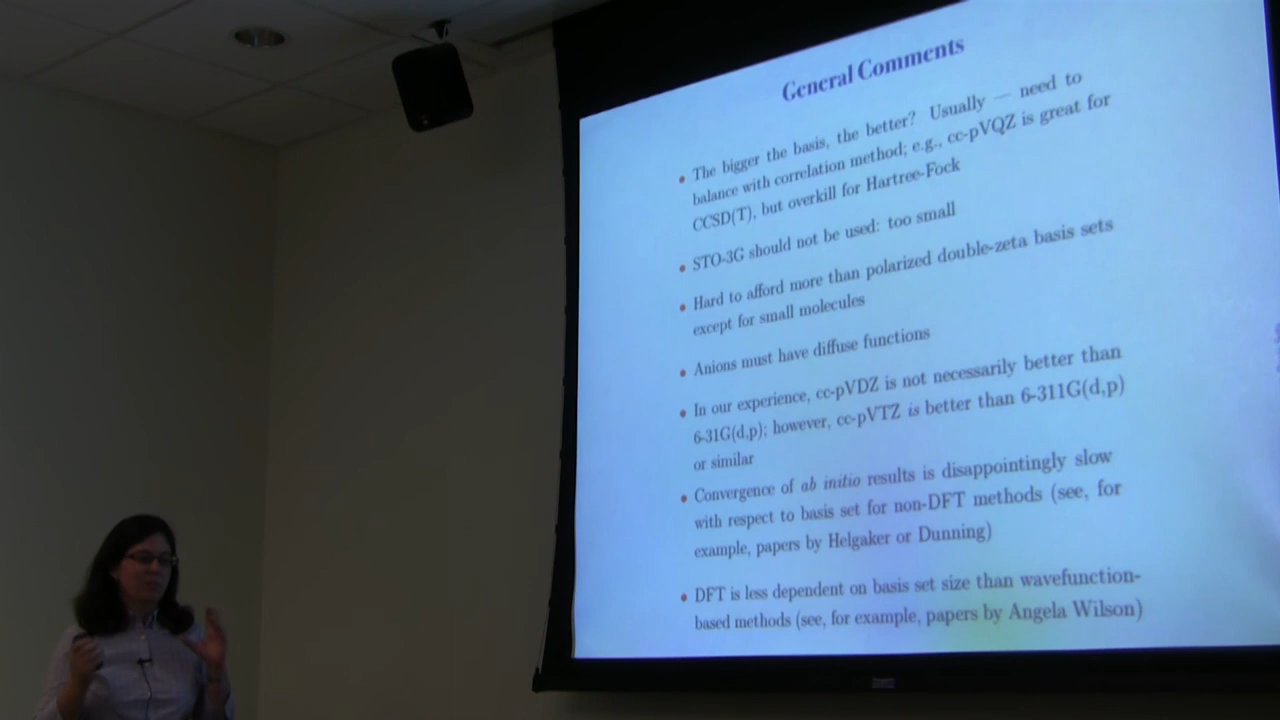 General Comments
• The bigger the basis, the better? Usually — need to
balance with correlation method; e.g., cc-pVQZ is great for
CCSD(T), but overkill for Hartree-Fock
• STO-3G should not be used: too small
• Hard to afford more than polarized double-zeta basis sets
except for small molecules
• Anions must have diffuse functions
• In our experience, cc-pVDZ is not necessarily better than
6-31G(d,p); however, cc-pVTZ is better than 6-311G(d,p)
or similar
• Convergence of ab initio results is disappointingly slow
with respect to basis set for non-DFT methods (see, for
example, papers by Helgaker or Dunning)
• DFT is less dependent on basis set size than wavefunction-
based methods (see, for example, papers by Angela Wilson)